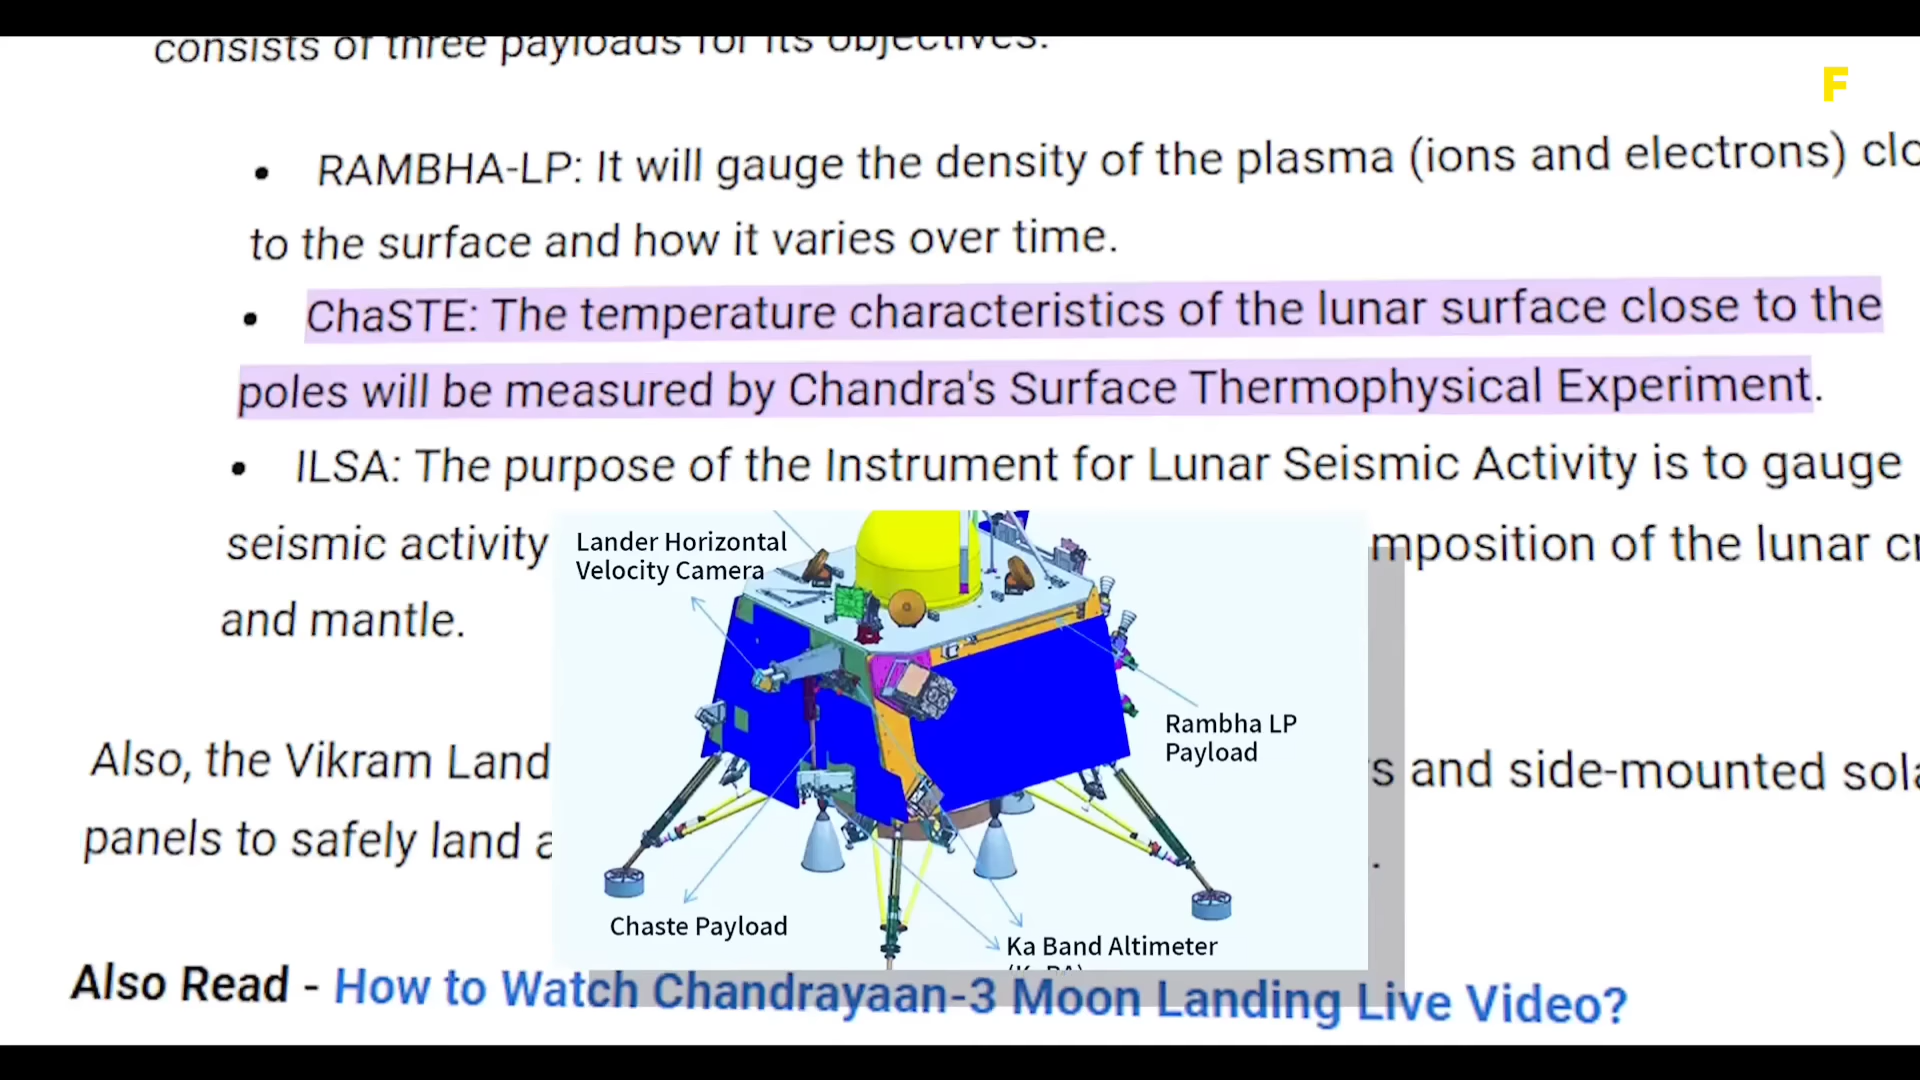 consists of three payloads for its objectives.
F
• RAMBHA-LP: It will gauge the density of the plasma (ions and electrons)
to the surface and how it varies over time.
• ChaSTE: The temperature characteristics of the lunar surface close to the
poles will be measured by Chandra's Surface Thermophysical Experiment.
• ILSA: The purpose of the Instrument for Lunar Seismic Activity is to gauge
seismic activity
mposition of the lunar
and mantle.
Lander Horizontal
Velocity Camera
Rambha LP
Payload
Also, the Vikram Land
s and side-mounted
panels to safely land
Chaste Payload
Ka Band Altimeter
Also Read - How to Watch Chandrayaan-3 Moon Landing Live Video?